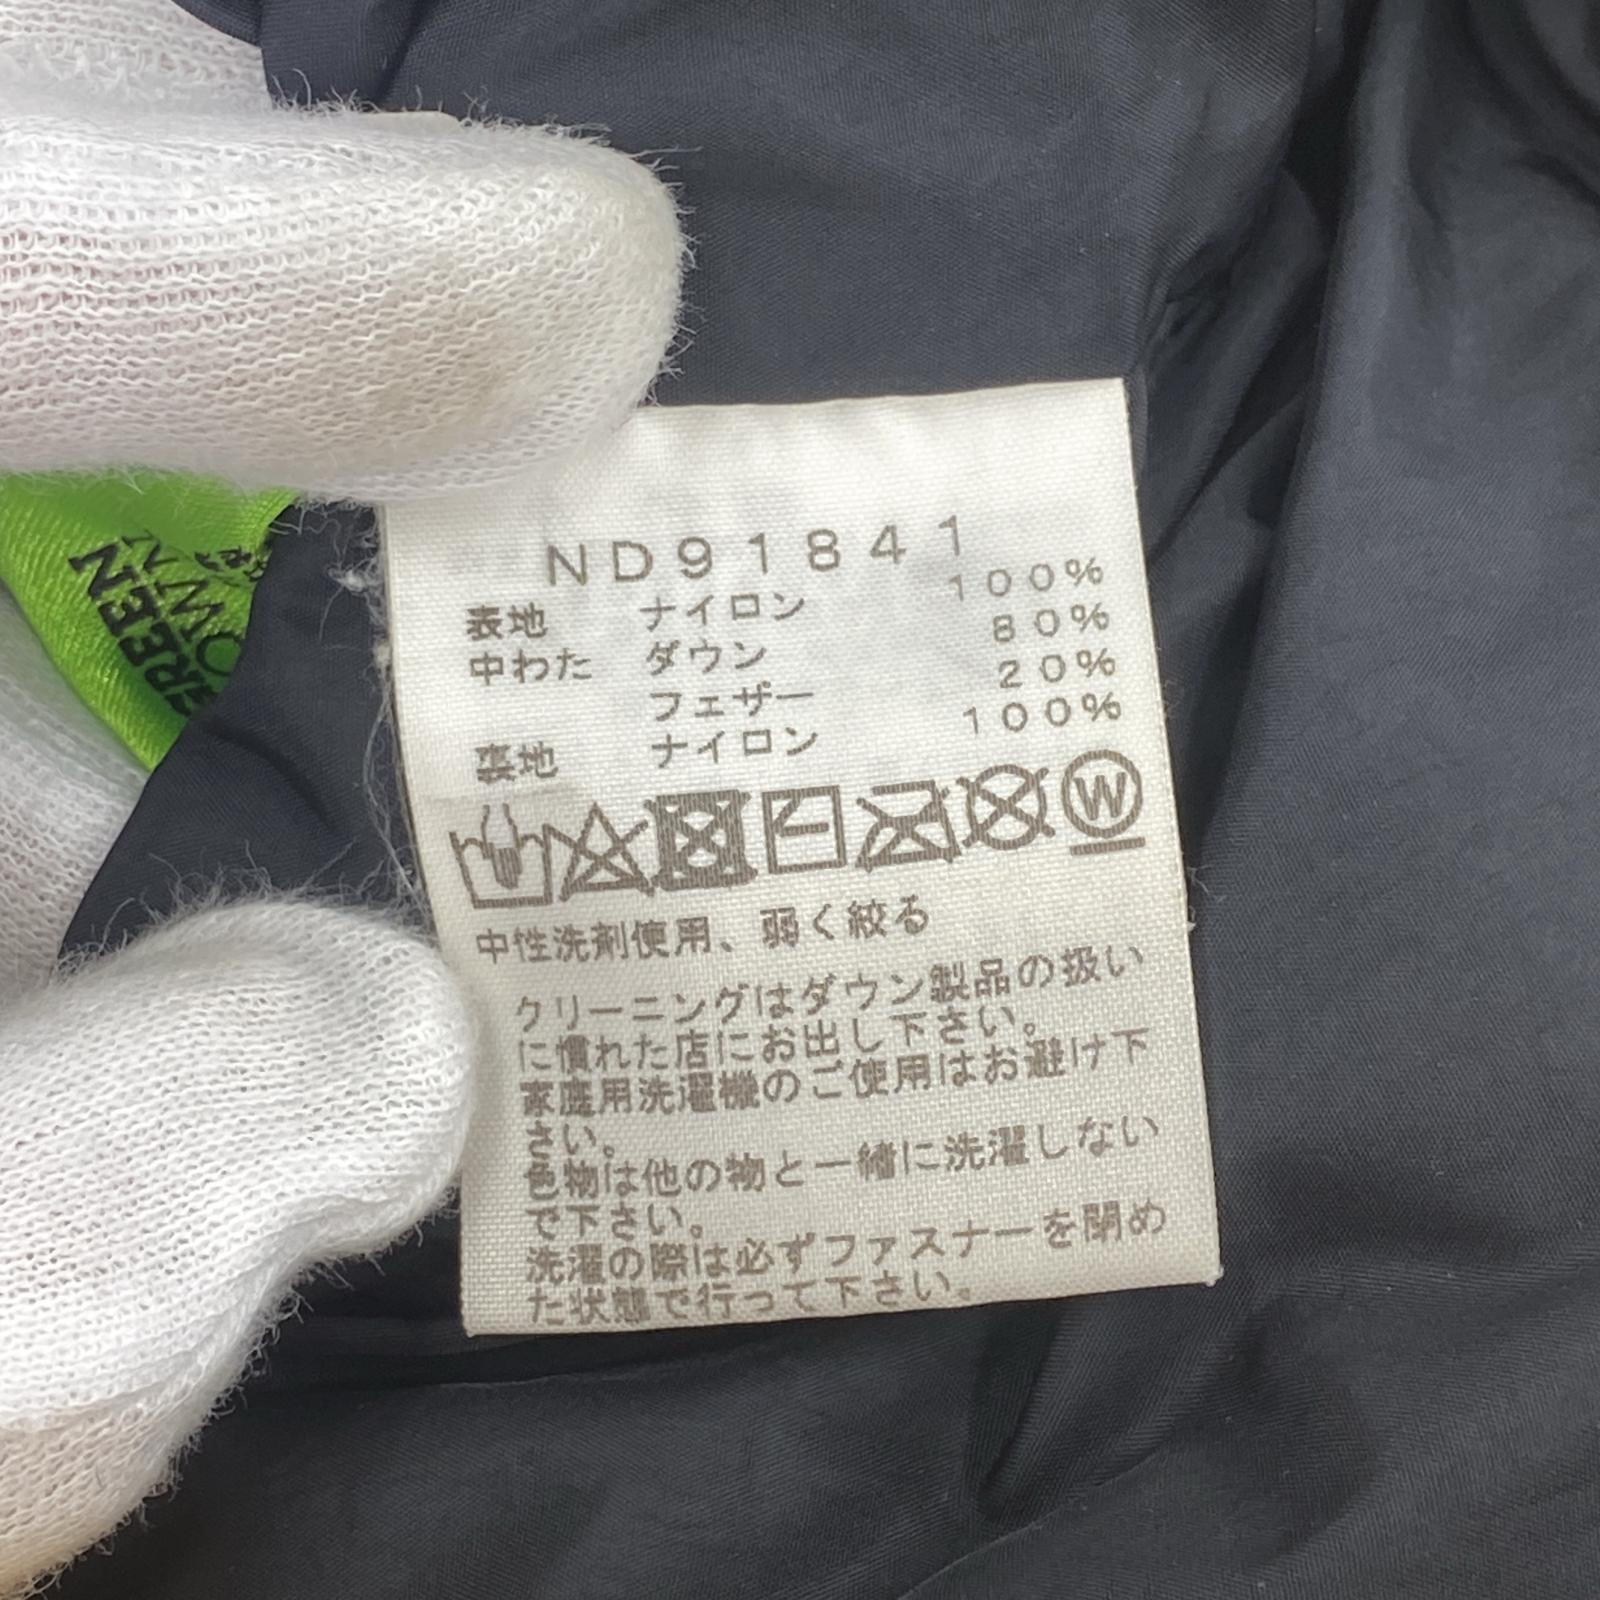 ND91841
表地 ナイロン 100%
中わた ダウン 80%
フェザー 20%
裏地 ナイロン 100%
W
中性洗剤使用、弱く絞る
クリーニングはダウン製品の扱い
に慣れた店にお出し下さい。
家庭用洗濯機のご使用はお避け下
さい。
色物は他の物と一緒に洗濯しない
で下さい。
洗濯の際は必ずファスナーを閉め
た状態で行って下さい。
GREEN